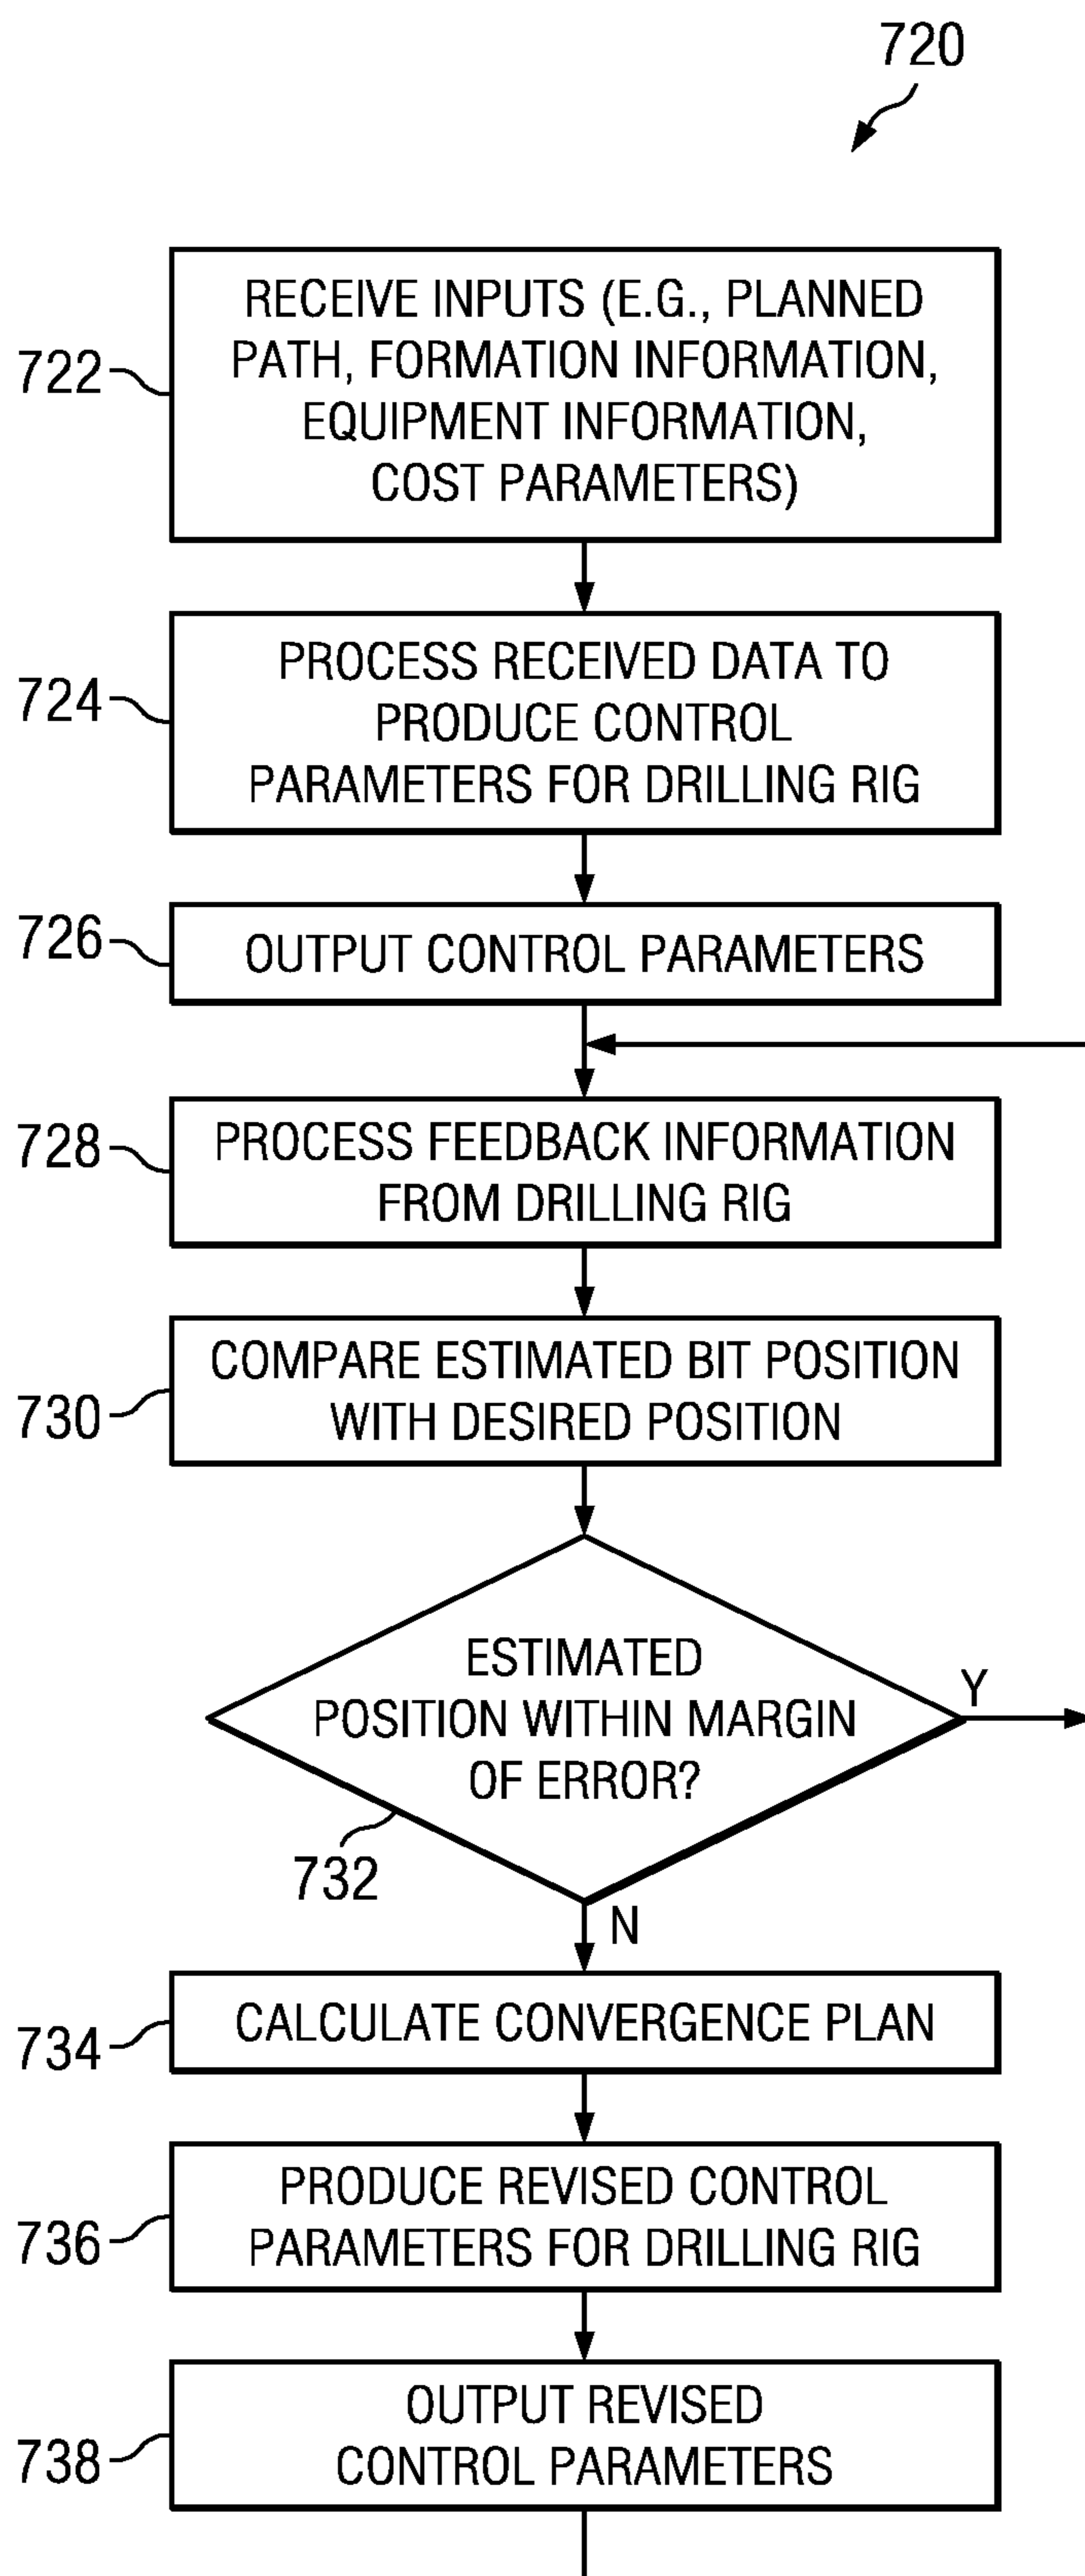 720
722
RECEIVE INPUTS (E.G., PLANNED
PATH, FORMATION INFORMATION,
EQUIPMENT INFORMATION,
COST PARAMETERS)
724
PROCESS RECEIVED DATA TO
PRODUCE CONTROL
PARAMETERS FOR DRILLING RIG
726
OUTPUT CONTROL PARAMETERS
728
PROCESS FEEDBACK INFORMATION
FROM DRILLING RIG
730
COMPARE ESTIMATED BIT POSITION
WITH DESIRED POSITION
ESTIMATED
POSITION WITHIN MARGIN
OF ERROR?
Y
732
N
734
CALCULATE CONVERGENCE PLAN
736
PRODUCE REVISED CONTROL
PARAMETERS FOR DRILLING RIG
738
OUTPUT REVISED
CONTROL PARAMETERS